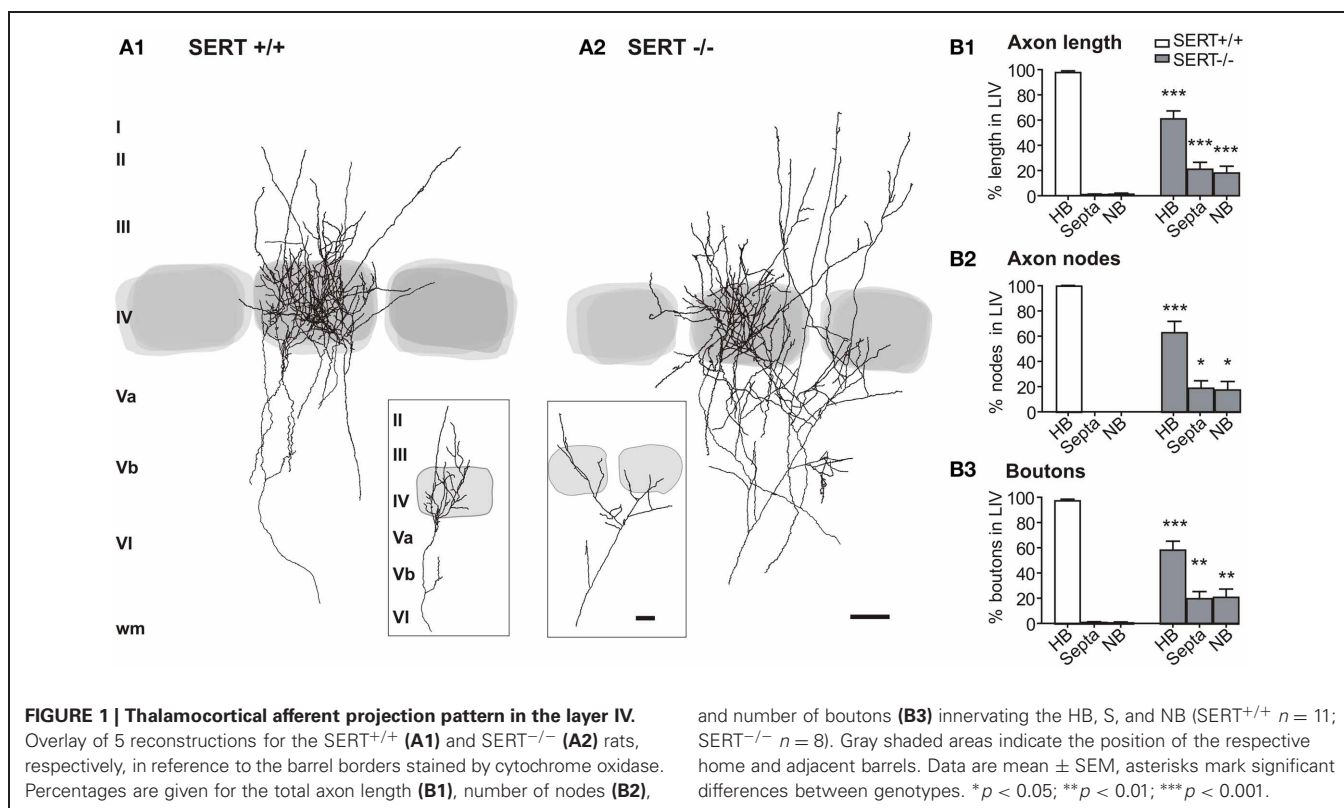 A1 SERT +/+
A2 SERT -/-
I
II
III
IV
Va
Vb
VI
wm
II
III
IV
Va
Vb
VI
B1 Axon length
SERT+/+
SERT-/-
% length in LIV
100
80
60
40
20
0
***
***
***
HB
Septa
NB
HB
Septa
NB
B2 Axon nodes
% nodes in LIV
100
80
60
40
20
0
***
*
*
HB
Septa
NB
HB
Septa
NB
B3 Boutons
% boutons in LIV
100
80
60
40
20
0
***
**
**
HB
Septa
NB
HB
Septa
NB
FIGURE 1 | Thalamocortical afferent projection pattern in the layer IV.
Overlay of 5 reconstructions for the SERT+/+ (A1) and SERT−/− (A2) rats,
respectively, in reference to the barrel borders stained by cytochrome oxidase.
Percentages are given for the total axon length (B1), number of nodes (B2),
and number of boutons (B3) innervating the HB, S, and NB (SERT+/+ n = 11;
SERT−/− n = 8). Gray shaded areas indicate the position of the respective
home and adjacent barrels. Data are mean ± SEM, asterisks mark significant
differences between genotypes. *p < 0.05; **p < 0.01; ***p < 0.001.